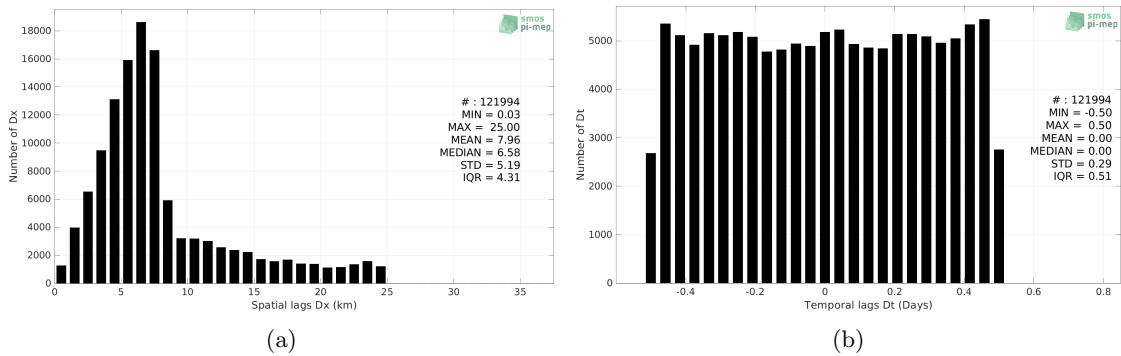 18000
16000
14000
12000
10000
8000
6000
4000
2000
0
Number of Dx
0 5 10 15 20 25 30 35
Spatial lags Dx (km)
smos
pi-mep
# : 121994
MIN = 0.03
MAX = 25.00
MEAN = 7.96
MEDIAN = 6.58
STD = 5.19
IQR = 4.31
(a)
5000
4000
3000
2000
1000
0
Number of Dt
-0.4 -0.2 0 0.2 0.4 0.6 0.8
Temporal lags Dt (Days)
smos
pi-mep
# : 121994
MIN = -0.50
MAX = 0.50
MEAN = 0.00
MEDIAN = 0.00
STD = 0.29
IQR = 0.51
(b)